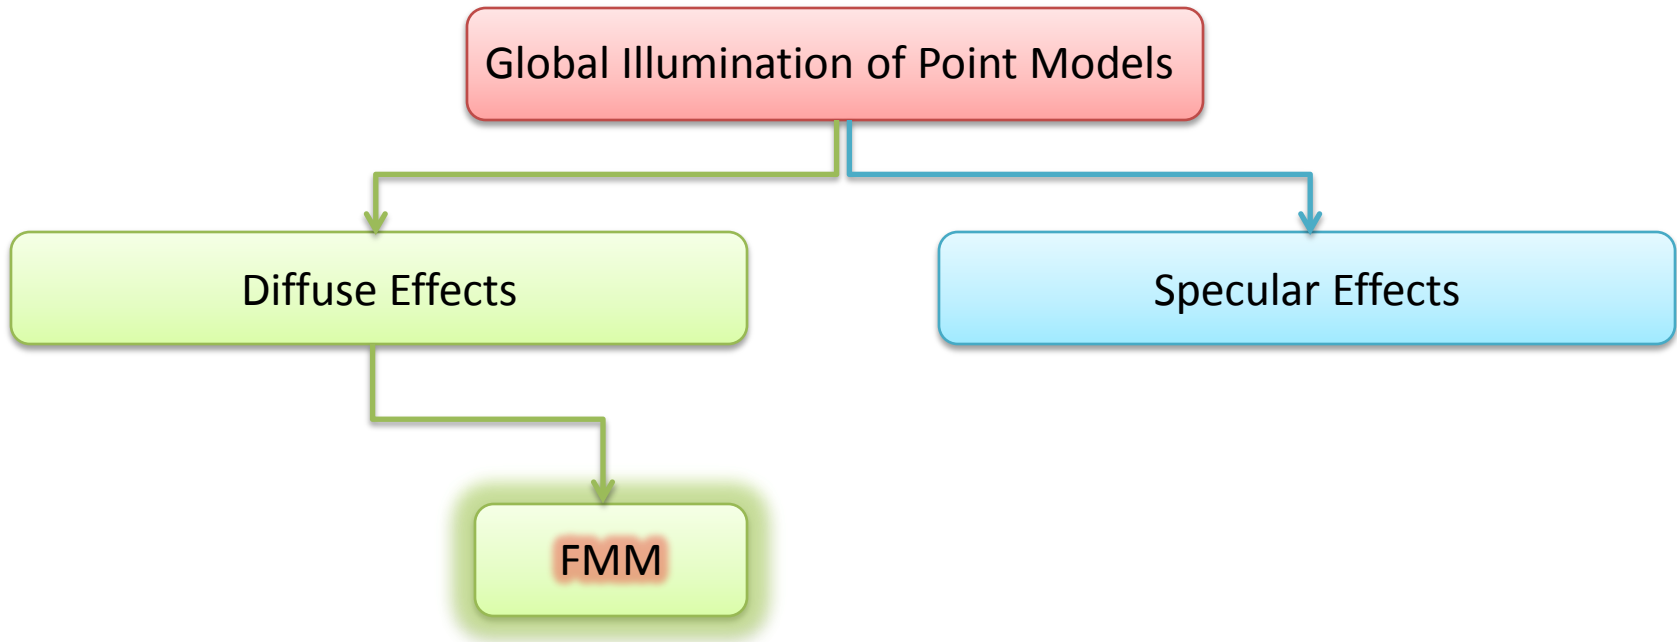 Global Illumination of Point Models
Diffuse Effects
Specular Effects
FMM